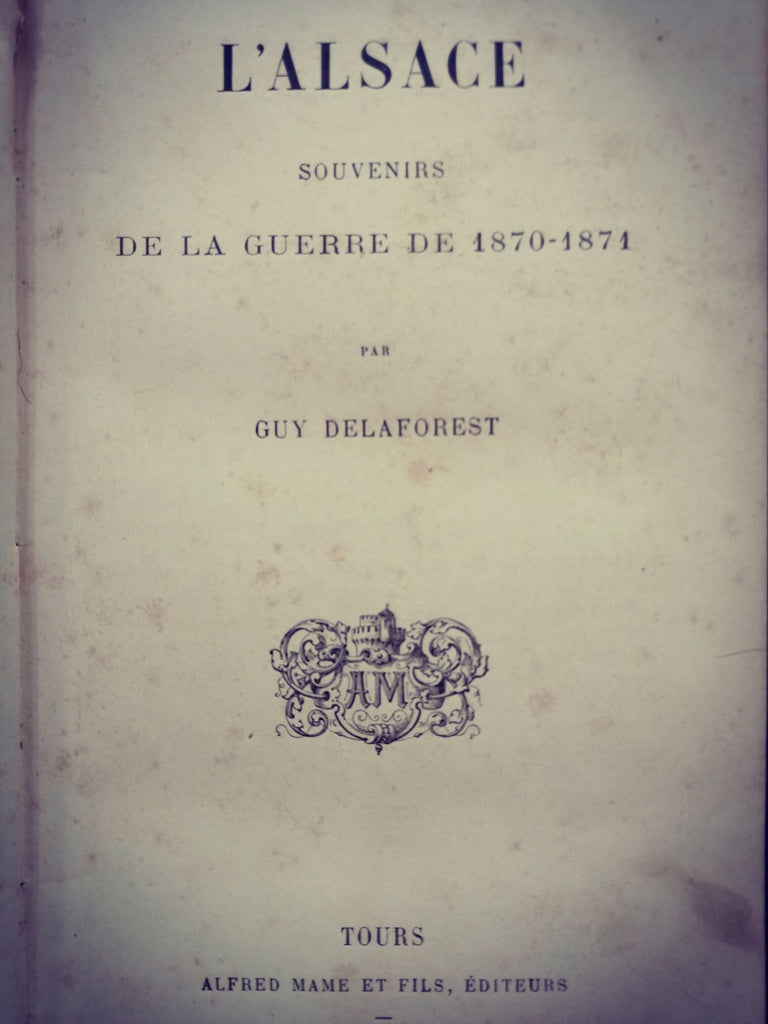 L'ALSACE
SOUVENIRS
DE LA GUERRE DE 1870-1871
PAR
GUY DELAFOREST
AM
TOURS
ALFRED MAME ET FILS, ÉDITEURS